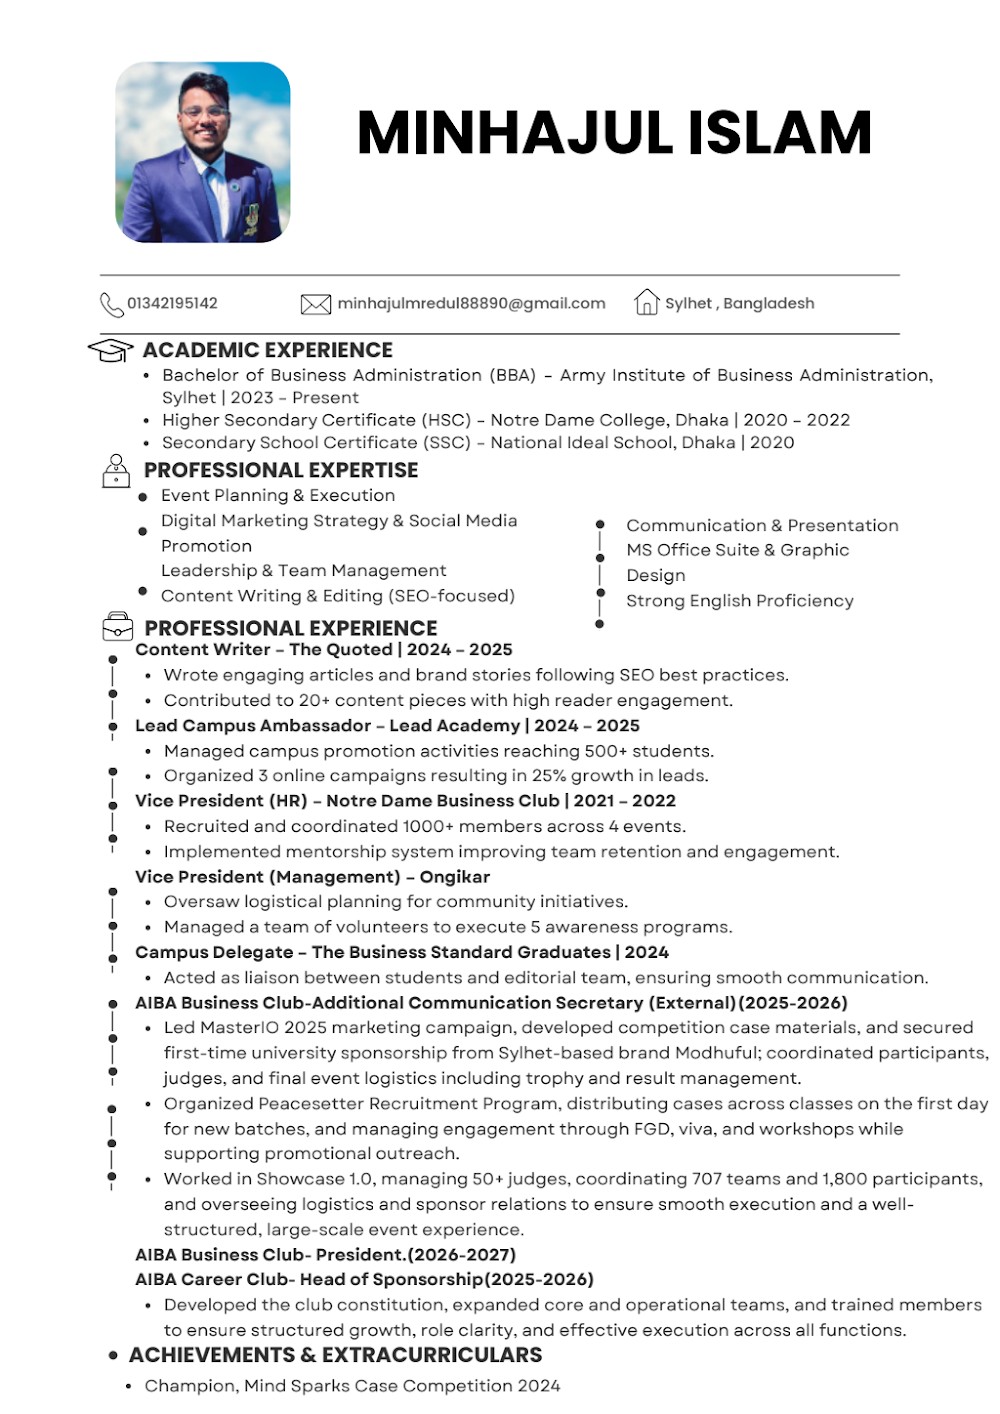 MINHAJUL ISLAM
01342195142
minhajulmredul88890@gmail.com
Sylhet , Bangladesh
ACADEMIC EXPERIENCE
• Bachelor of Business Administration (BBA) – Army Institute of Business Administration,
Sylhet | 2023 – Present
• Higher Secondary Certificate (HSC) – Notre Dame College, Dhaka | 2020 – 2022
• Secondary School Certificate (SSC) – National Ideal School, Dhaka | 2020
PROFESSIONAL EXPERTISE
Event Planning & Execution
Digital Marketing Strategy & Social Media
Promotion
Leadership & Team Management
Content Writing & Editing (SEO-focused)
Communication & Presentation
MS Office Suite & Graphic
Design
Strong English Proficiency
PROFESSIONAL EXPERIENCE
Content Writer – The Quoted | 2024 – 2025
• Wrote engaging articles and brand stories following SEO best practices.
• Contributed to 20+ content pieces with high reader engagement.
Lead Campus Ambassador – Lead Academy | 2024 – 2025
• Managed campus promotion activities reaching 500+ students.
• Organized 3 online campaigns resulting in 25% growth in leads.
Vice President (HR) – Notre Dame Business Club | 2021 – 2022
• Recruited and coordinated 1000+ members across 4 events.
• Implemented mentorship system improving team retention and engagement.
Vice President (Management) – Ongikar
• Oversaw logistical planning for community initiatives.
• Managed a team of volunteers to execute 5 awareness programs.
Campus Delegate – The Business Standard Graduates | 2024
• Acted as liaison between students and editorial team, ensuring smooth communication.
AIBA Business Club-Additional Communication Secretary (External)(2025-2026)
• Led MasterIO 2025 marketing campaign, developed competition case materials, and secured
first-time university sponsorship from Sylhet-based brand Modhuful; coordinated participants,
judges, and final event logistics including trophy and result management.
• Organized Peacesetter Recruitment Program, distributing cases across classes on the first day
for new batches, and managing engagement through FGD, viva, and workshops while
supporting promotional outreach.
• Worked in Showcase 1.0, managing 50+ judges, coordinating 707 teams and 1,800 participants,
and overseeing logistics and sponsor relations to ensure smooth execution and a well-
structured, large-scale event experience.
AIBA Business Club- President.(2026-2027)
AIBA Career Club- Head of Sponsorship(2025-2026)
• Developed the club constitution, expanded core and operational teams, and trained members
to ensure structured growth, role clarity, and effective execution across all functions.
• ACHIEVEMENTS & EXTRACURRICULARS
• Champion, Mind Sparks Case Competition 2024